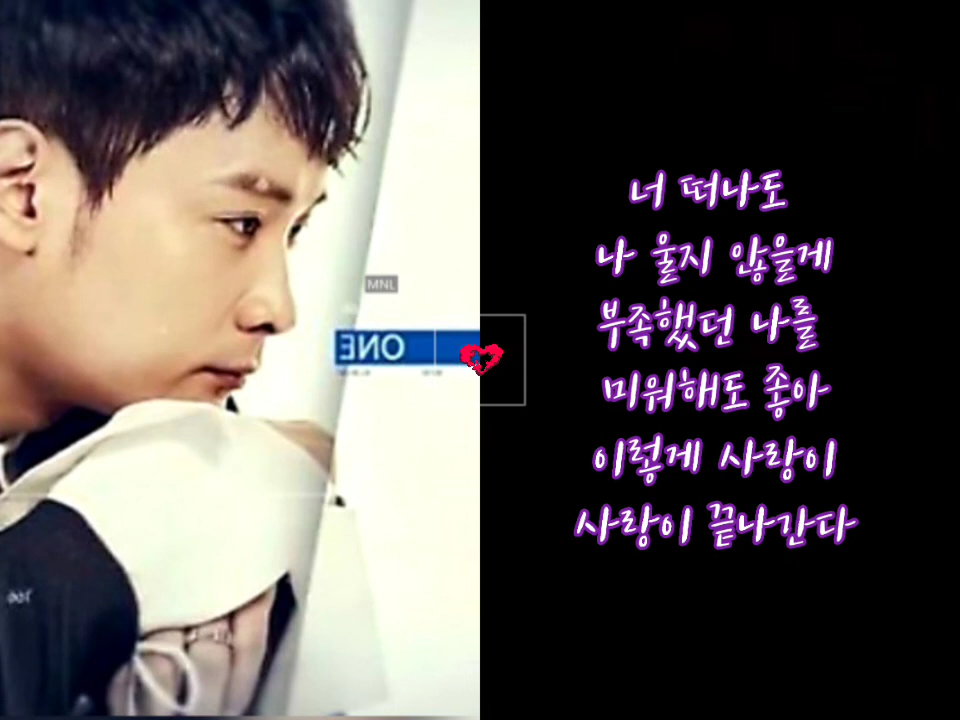 MNL
ONE
너 떠나도
나 울지 않을게
부족했던 나를
미워해도 좋아
이렇게 사랑이
사랑이 끝나간다